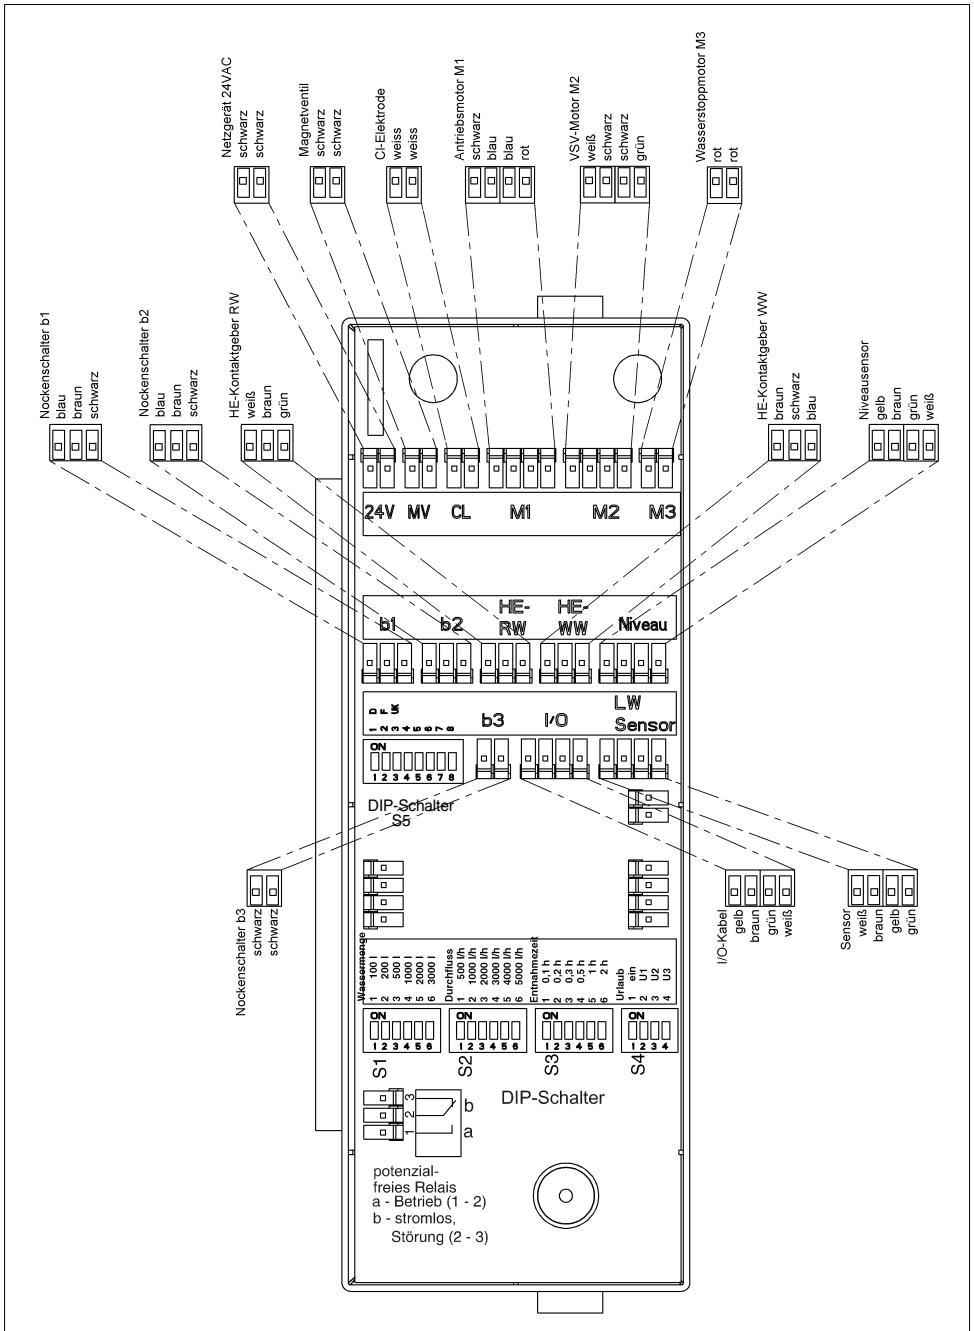 Netzgerät 24VAC
schwarz
schwarz
Magnetventil
schwarz
schwarz
Cl-Elektrode
weiss
weiss
Antriebsmotor M1
schwarz
blau
blau
rot
VSV-Motor M2
weiß
schwarz
schwarz
grün
Wasserstoppmotor M3
rot
rot
Nockenschalter b1
blau
braun
schwarz
Nockenschalter b2
blau
braun
schwarz
HE-Kontaktgeber RW
weiß
braun
grün
HE-Kontaktgeber WW
braun
schwarz
blau
Niveausensor
gelb
braun
grün
weiß
24V MV CL M1 M2 M3
b1 b2 HE-RW HE-WW Niveau
1 D
2 F
3 UK
4
5
6
7
8
b3 I/O LW Sensor
ON
1 2 3 4 5 6 7 8
DIP-Schalter
S5
Nockenschalter b3
schwarz
schwarz
I/O-Kabel
gelb
braun
grün
weiß
Sensor
weiß
braun
gelb
grün
Wassermenge
1 100 l
2 200 l
3 500 l
4 1000 l
5 2000 l
6 3000 l
Durchfluss
1 500 l/h
2 1000 l/h
3 2000 l/h
4 3000 l/h
5 4000 l/h
6 5000 l/h
Entnahmezeit
1 0,1 h
2 0,2 h
3 0,3 h
4 0,5 h
5 1 h
6 2 h
Urlaub
1 ein
2 U1
3 U2
4 U3
ON
1 2 3 4 5 6
S1
ON
1 2 3 4 5 6
S2
ON
1 2 3 4 5 6
S3
ON
1 2 3 4
S4
DIP-Schalter
3
2
1
b
a
potenzial-
freies Relais
a - Betrieb (1 - 2)
b - stromlos,
Störung (2 - 3)